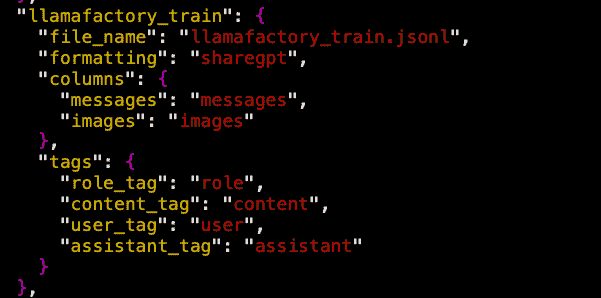 },
"llamafactory_train": {
"file_name": "llamafactory_train.jsonl",
"formatting": "sharegpt",
"columns": {
"messages": "messages",
"images": "images"
},
"tags": {
"role_tag": "role",
"content_tag": "content",
"user_tag": "user",
"assistant_tag": "assistant"
}
},